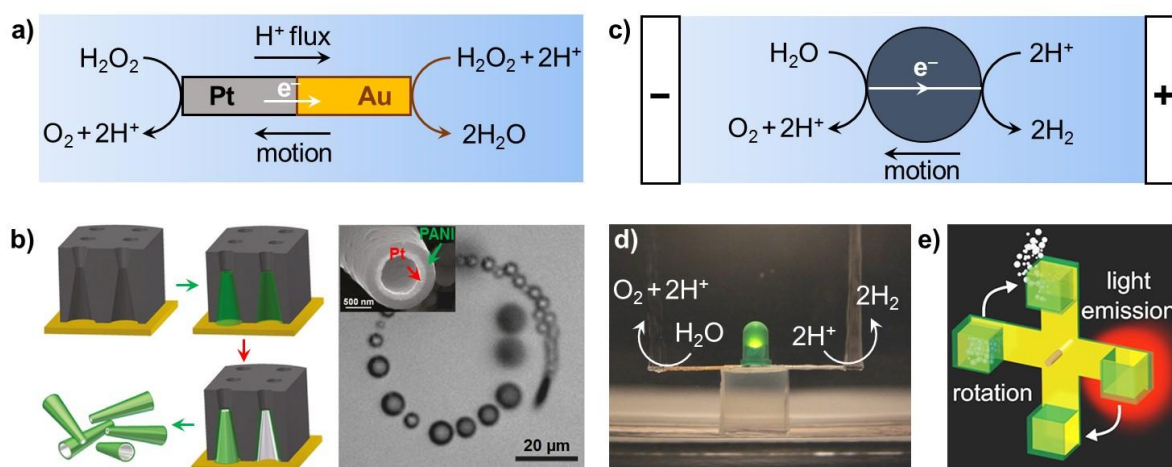 a)
H⁺ flux
H₂O₂
H₂O₂ + 2H⁺
Pt
e⁻
Au
O₂ + 2H⁺
2H₂O
motion
c)
H₂O
2H⁺
e⁻
−
+
O₂ + 2H⁺
2H₂
motion
b)
PANI
Pt
500 nm
20 µm
d)
O₂ + 2H⁺
2H₂
H₂O
2H⁺
e)
light
emission
rotation